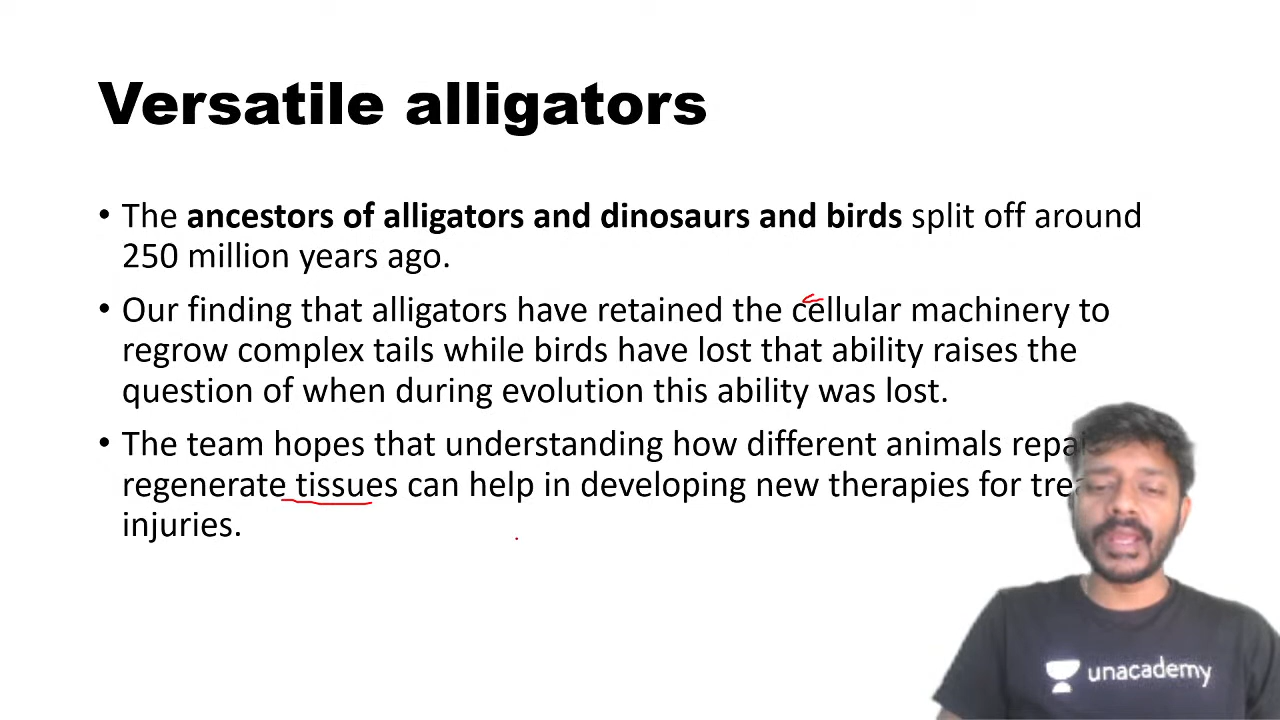 Versatile alligators
• The ancestors of alligators and dinosaurs and birds split off around
250 million years ago.
• Our finding that alligators have retained the cellular machinery to
regrow complex tails while birds have lost that ability raises the
question of when during evolution this ability was lost.
• The team hopes that understanding how different animals
regenerate tissues can help in developing new therapies for
injuries.
unacademy